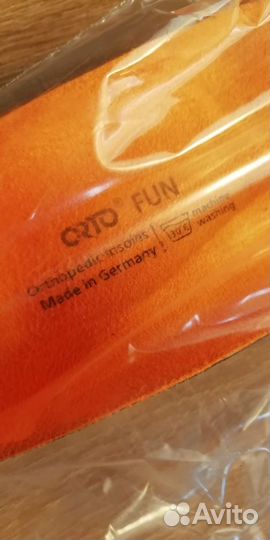 ORTO® FUN
Orthopedic insoles | 30° machine
Made in Germany | washing
Avito